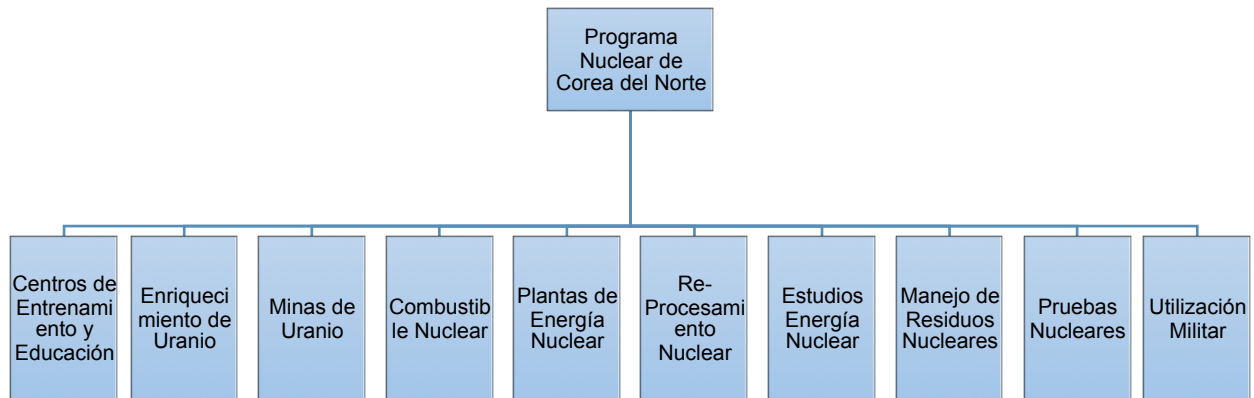 Programa
Nuclear de
Corea del Norte
Centros de
Entrenami
ento y
Educación
Enriqueci
miento de
Uranio
Minas de
Uranio
Combustib
le Nuclear
Plantas de
Energía
Nuclear
Re-
Procesami
ento
Nuclear
Estudios
Energía
Nuclear
Manejo de
Residuos
Nucleares
Pruebas
Nucleares
Utilización
Militar